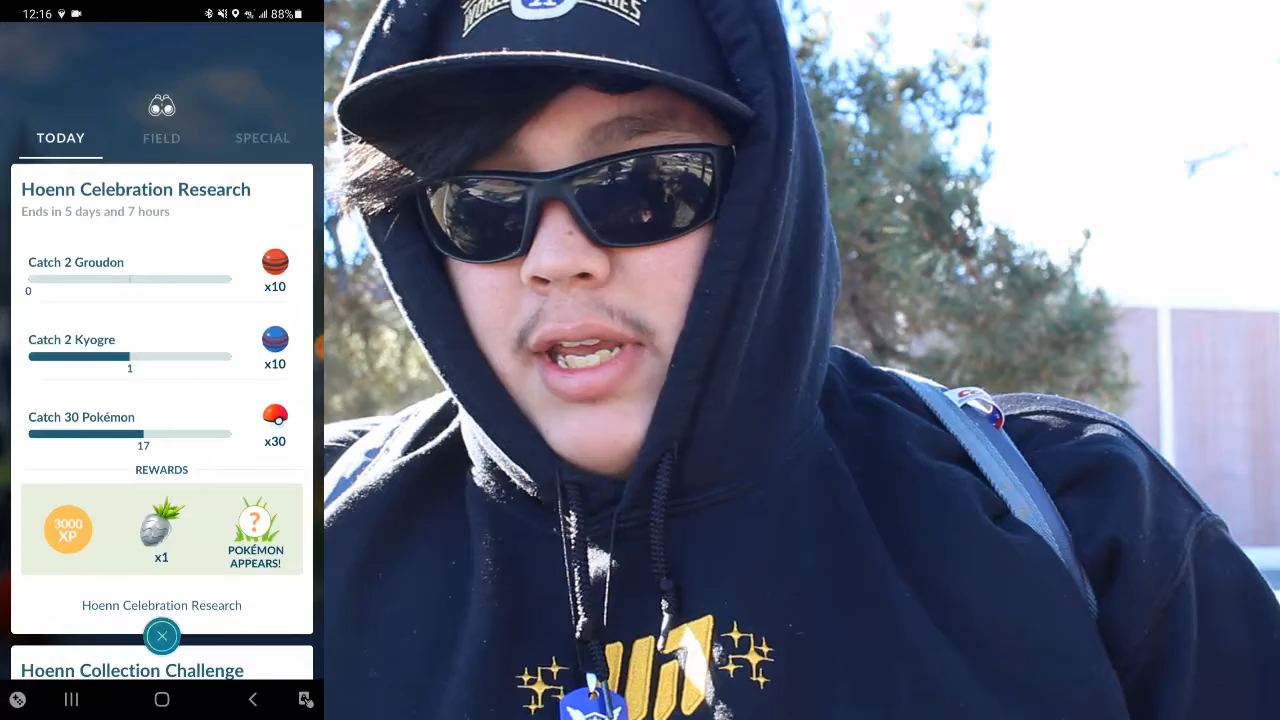 12:16
88%
TODAY
FIELD
SPECIAL
Hoenn Celebration Research
Ends in 5 days and 7 hours
Catch 2 Groudon
x10
0
Catch 2 Kyogre
x10
1
Catch 30 Pokémon
x30
17
REWARDS
3000
XP
x1
?
POKÉMON
APPEARS!
Hoenn Celebration Research
Hoenn Collection Challenge